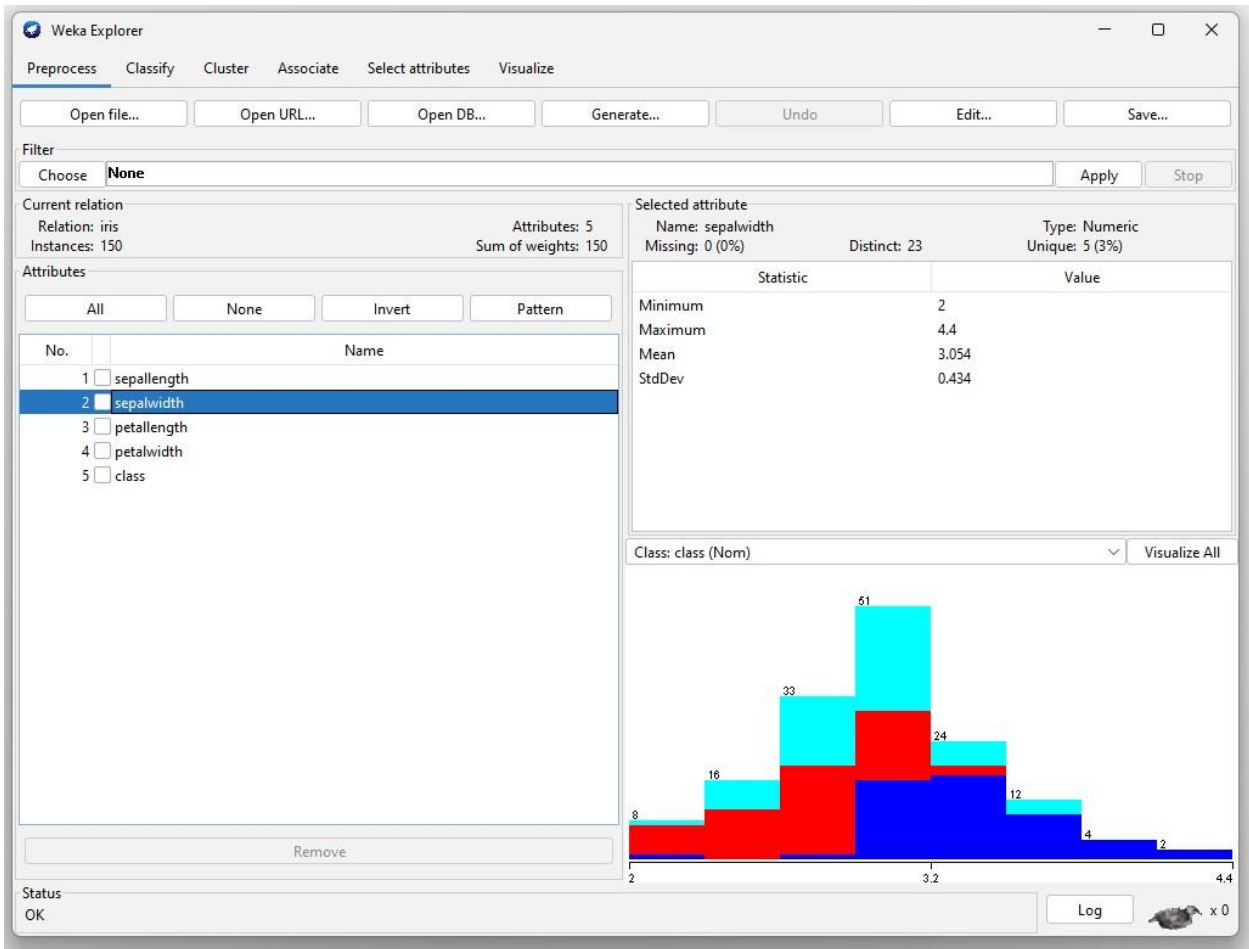 Weka Explorer
Preprocess Classify Cluster Associate Select attributes Visualize
Open file... Open URL... Open DB... Generate... Undo Edit... Save...
Filter
Choose None Apply Stop
Current relation
Relation: iris Attributes: 5
Instances: 150 Sum of weights: 150
Attributes
All None Invert Pattern
No. Name
1 sepallength
2 sepalwidth
3 petallength
4 petalwidth
5 class
Remove
Selected attribute
Name: sepalwidth Type: Numeric
Missing: 0 (0%) Distinct: 23 Unique: 5 (3%)
Statistic Value
Minimum 2
Maximum 4.4
Mean 3.054
StdDev 0.434
Class: class (Nom) Visualize All
51
33
24
16
12
8
4
2
2 3.2 4.4
Status
OK
Log x 0